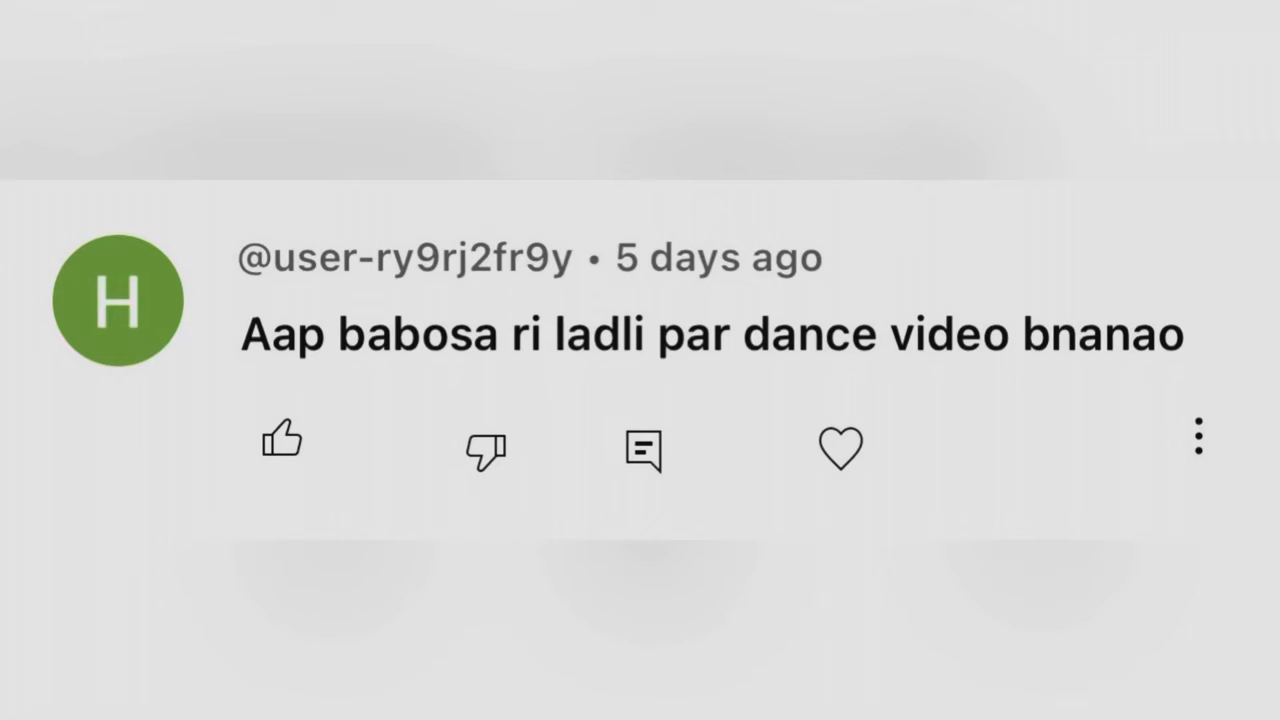 H
@user-ry9rj2fr9y • 5 days ago
Aap babosa ri ladli par dance video bnanao